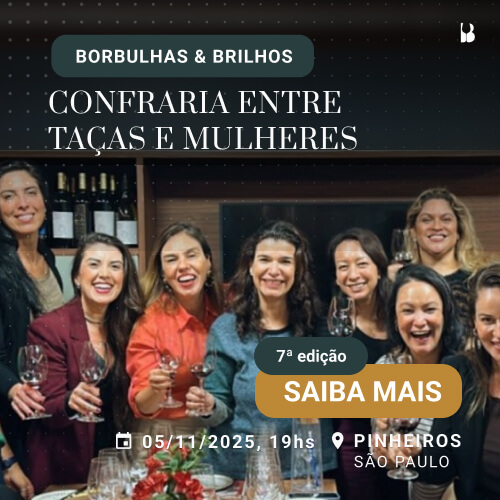 BORBULHAS & BRILHOS
CONFRARIA ENTRE
TAÇAS E MULHERES
7ª edição
SAIBA MAIS
05/11/2025, 19hs
PINHEIROS
SÃO PAULO